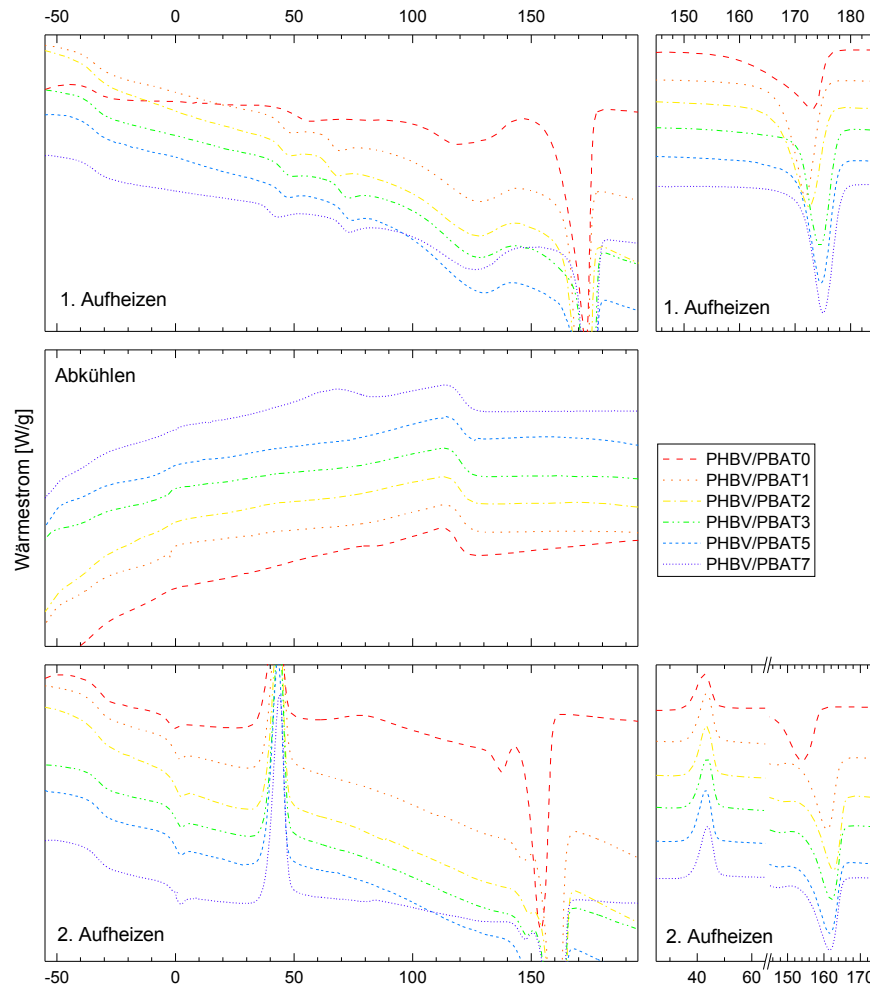 -50 0 50 100 150
150 160 170 180
1. Aufheizen
1. Aufheizen
Abkühlen
Wärmestrom [W/g]
PHBV/PBAT0
PHBV/PBAT1
PHBV/PBAT2
PHBV/PBAT3
PHBV/PBAT5
PHBV/PBAT7
2. Aufheizen
2. Aufheizen
-50 0 50 100 150
40 60 150 160 170